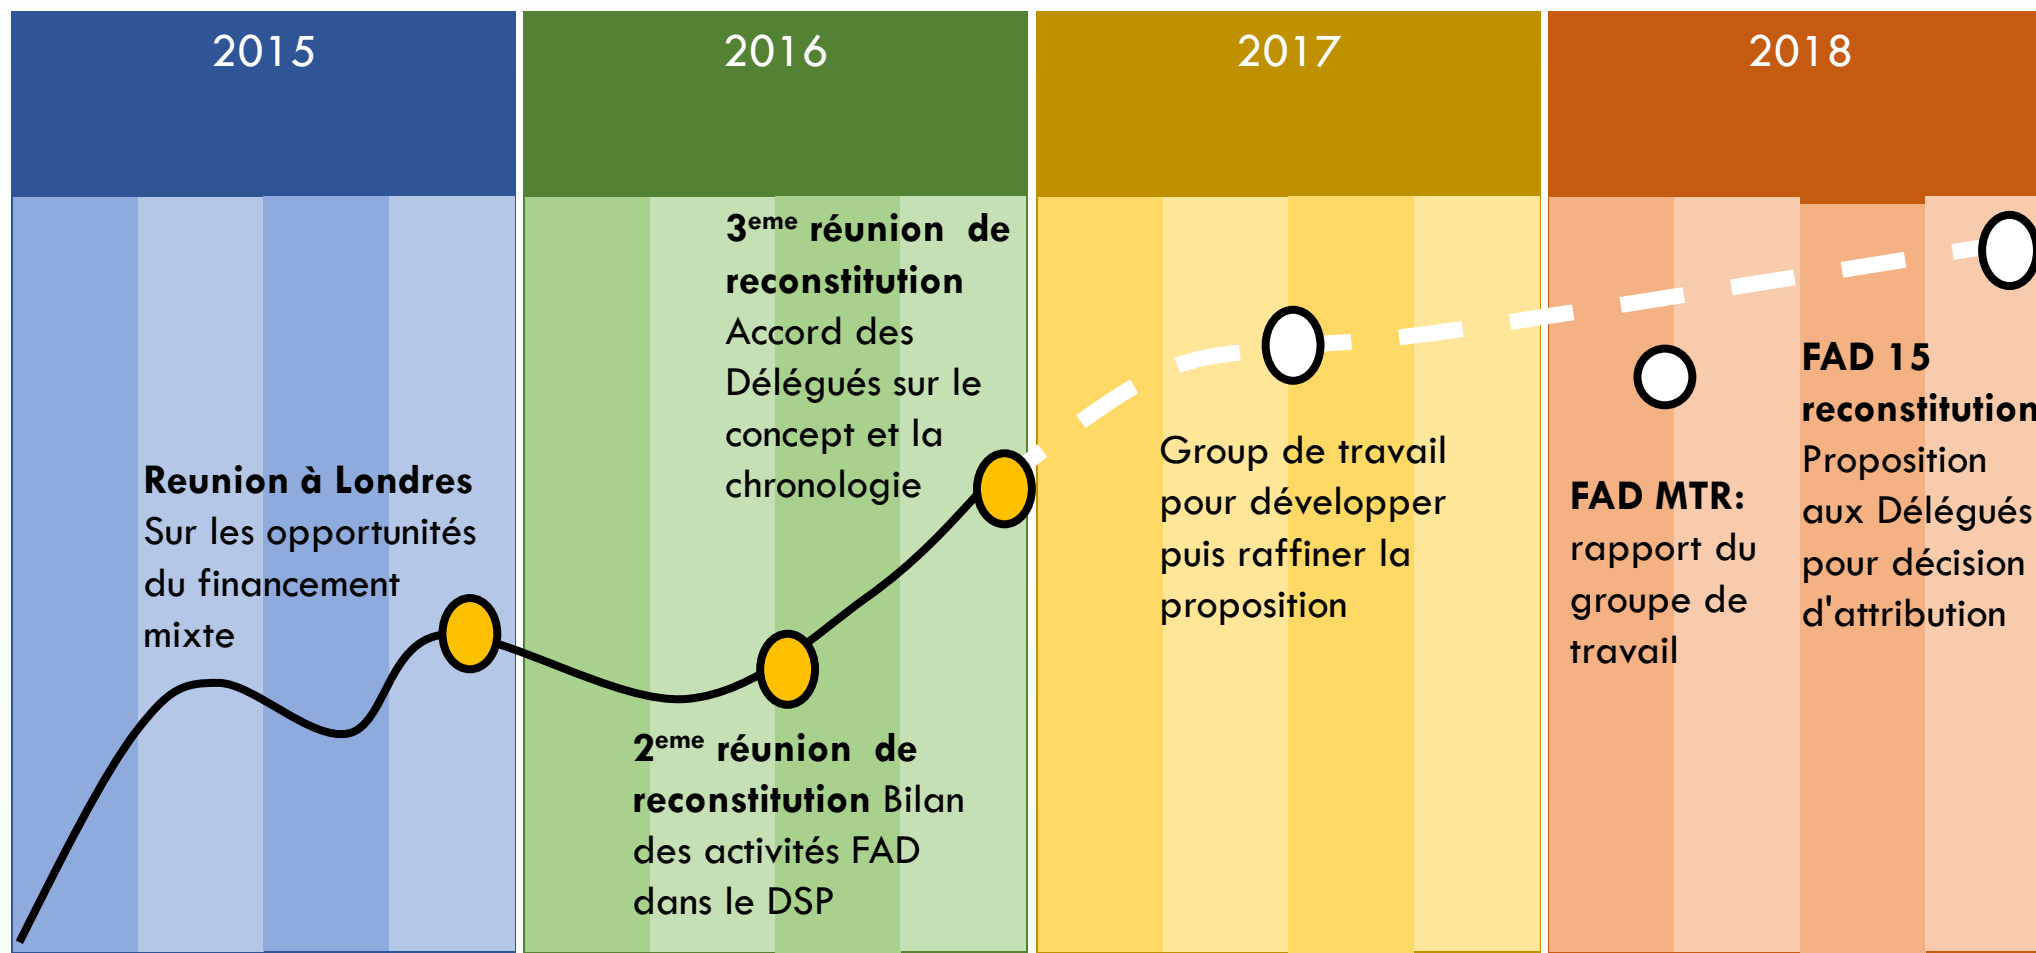 2015
2016
2017
2018
Reunion à Londres
Sur les opportunités
du financement
mixte
3eme réunion de
reconstitution
Accord des
Délégués sur le
concept et la
chronologie
2eme réunion de
reconstitution Bilan
des activités FAD
dans le DSP
Group de travail
pour développer
puis raffiner la
proposition
FAD MTR:
rapport du
groupe de
travail
FAD 15
reconstitution
Proposition
aux Délégués
pour décision
d'attribution